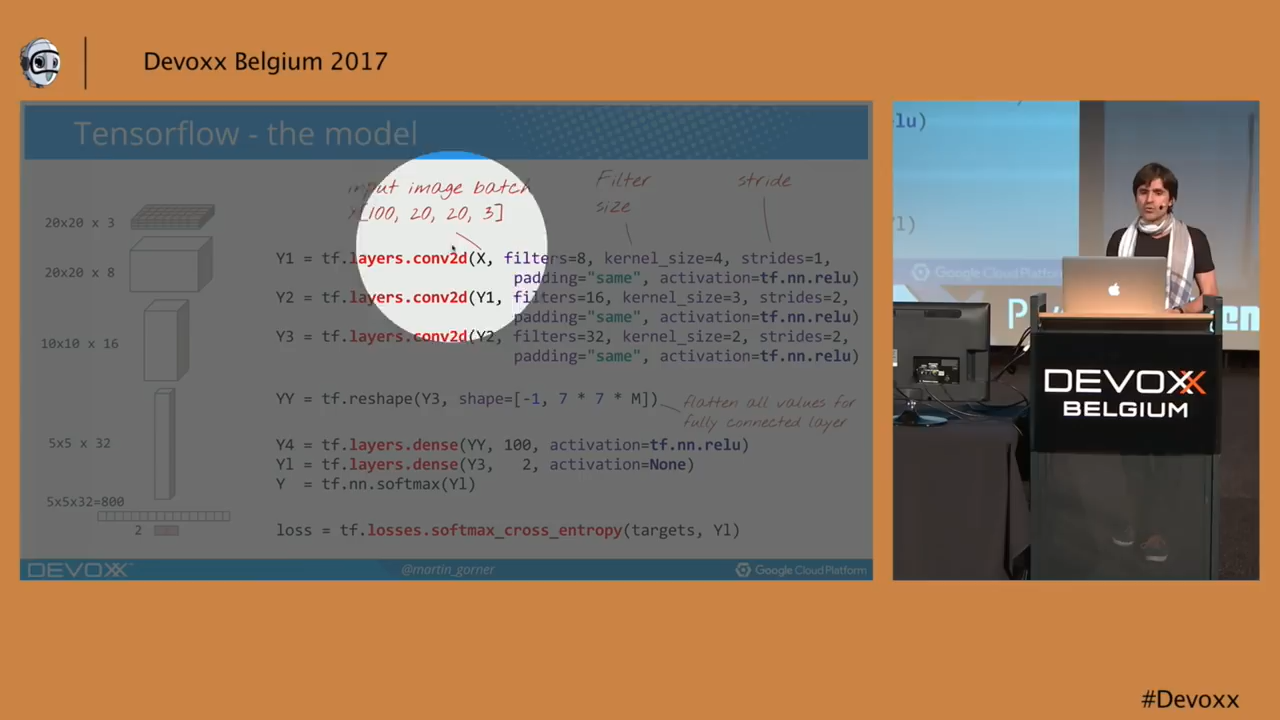 Devoxx Belgium 2017
Tensorflow - the model
input image batch
X[100, 20, 20, 3]
Filter
size
stride
20x20 x 3
20x20 x 8
10x10 x 16
5x5 x 32
5x5x32=800
2
Y1 = tf.layers.conv2d(X, filters=8, kernel_size=4, strides=1,
padding="same", activation=tf.nn.relu)
Y2 = tf.layers.conv2d(Y1, filters=16, kernel_size=3, strides=2,
padding="same", activation=tf.nn.relu)
Y3 = tf.layers.conv2d(Y2, filters=32, kernel_size=2, strides=2,
padding="same", activation=tf.nn.relu)
YY = tf.reshape(Y3, shape=[-1, 7 * 7 * M])
flatten all values for
fully connected layer
Y4 = tf.layers.dense(YY, 100, activation=tf.nn.relu)
Yl = tf.layers.dense(Y3, 2, activation=None)
Y = tf.nn.softmax(Yl)
loss = tf.losses.softmax_cross_entropy(targets, Yl)
DEVOXX
@martin_gorner
Google Cloud Platform
lu)
l)
Google Cloud Platform
DEVOXX
BELGIUM
#Devoxx